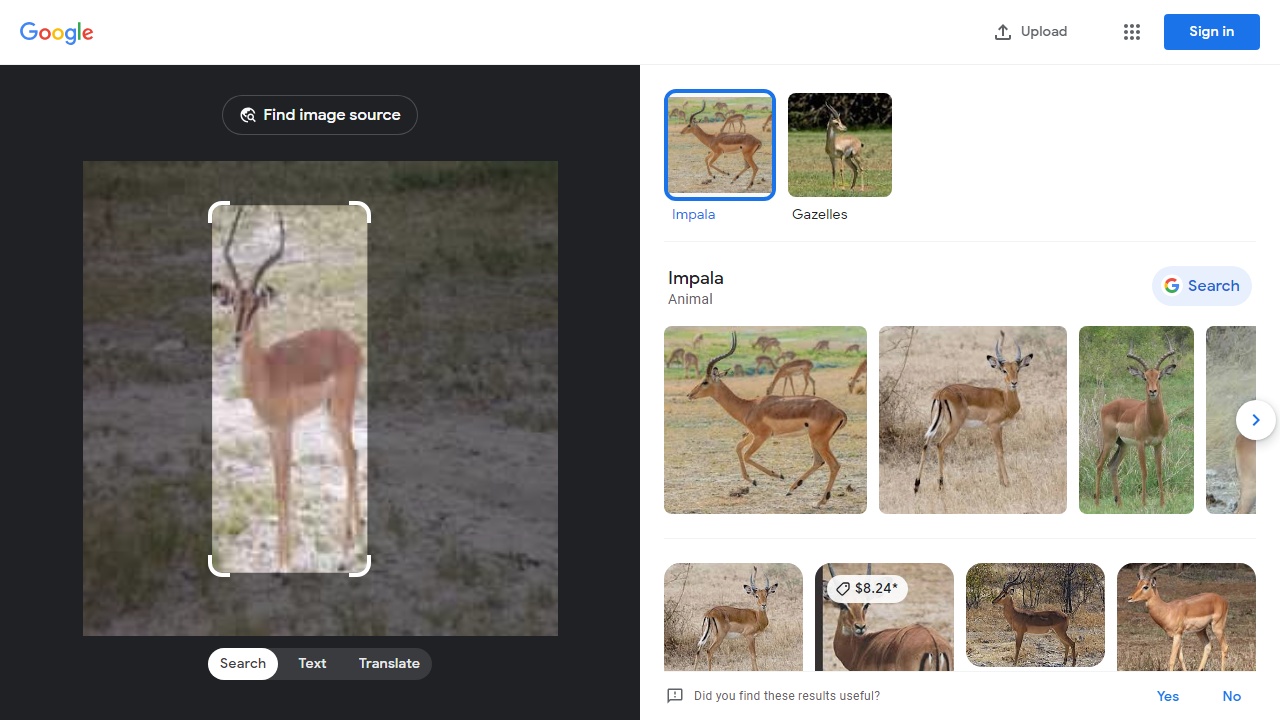 Google
Upload
Sign in
Find image source
Impala
Gazelles
Impala
Animal
Search
$8.24*
Search
Text
Translate
Did you find these results useful?
Yes
No